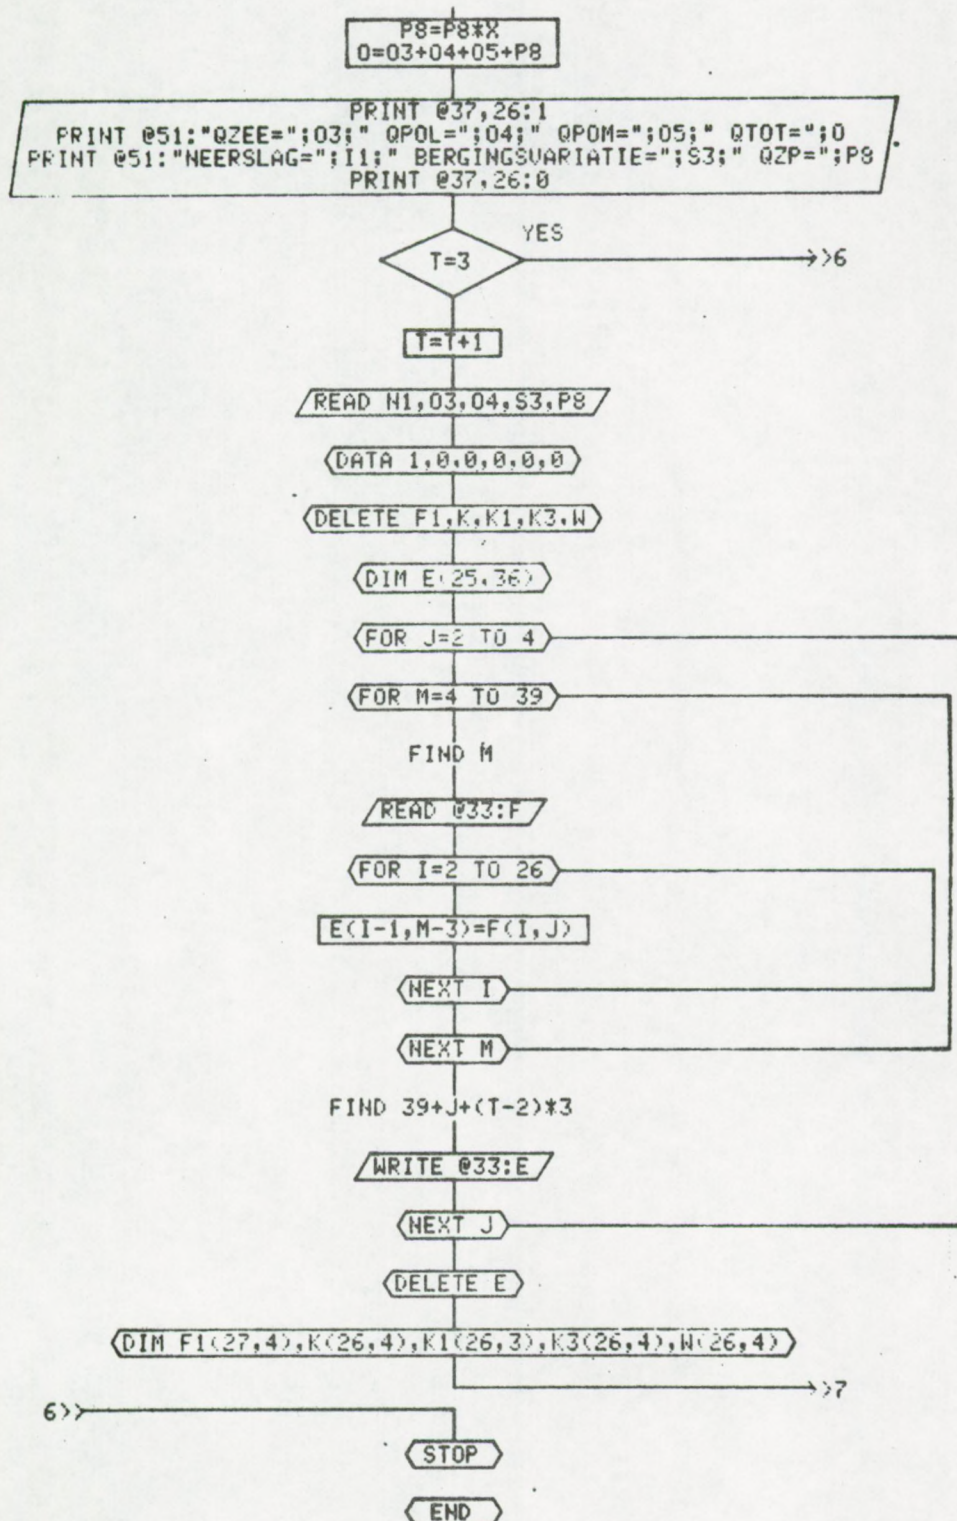 P8=P8*X
O=O3+O4+O5+P8
PRINT @37,26:1
PRINT @51:"QZEE=";O3;" QPOL=";O4;" QPOM=";O5;" QTOT=";O
PRINT @51:"NEERSLAG=";I1;" BERGINGSVARIATIE=";S3;" QZP=";P8
PRINT @37,26:0
YES
T=3
>>6
T=T+1
READ N1,O3,O4,S3,P8
DATA 1,0,0,0,0,0
DELETE F1,K,K1,K3,W
DIM E(25,36)
FOR J=2 TO 4
FOR M=4 TO 39
FIND M
READ @33:F
FOR I=2 TO 26
E(I-1,M-3)=F(I,J)
NEXT I
NEXT M
FIND 39+J+(T-2)*3
WRITE @33:E
NEXT J
DELETE E
DIM F1(27,4),K(26,4),K1(26,3),K3(26,4),W(26,4)
>>7
6>>
STOP
END